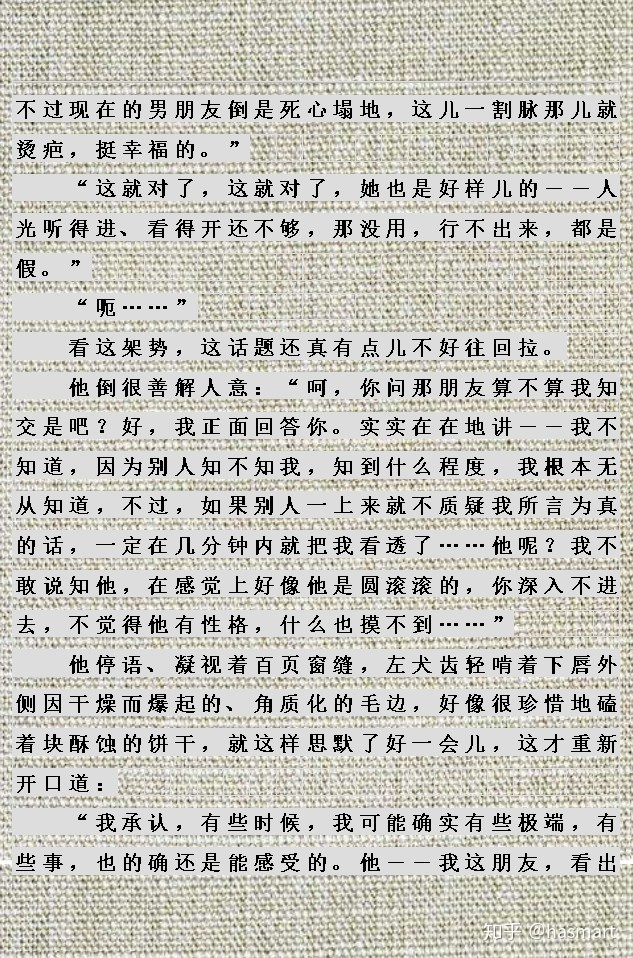 不过现在的男朋友倒是死心塌地，这儿一割脉那儿就
烫疤，挺幸福的。”
“这就对了，这就对了，她也是好样儿的——人
光听得进、看得开还不够，那没用，行不出来，都是
假。”
“呃……”
看这架势，这话题还真有点儿不好往回拉。
他倒很善解人意：“呵，你问那朋友算不算我知
交是吧？好，我正面回答你。实实在在地讲——我不
知道，因为别人知不知我，知到什么程度，我根本无
从知道，不过，如果别人一上来就不质疑我所言为真
的话，一定在几分钟内就把我看透了……他呢？我不
敢说知他，在感觉上好像他是圆滚滚的，你深入不进
去，不觉得他有性格，什么也摸不到……”
他停语、凝视着百页窗缝，左犬齿轻啃着下唇外
侧因干燥而爆起的、角质化的毛边，好像很珍惜地磕
着块酥蚀的饼干，就这样思默了好一会儿，这才重新
开口道：
“我承认，有些时候，我可能确实有些极端，有
些事，也的确还是能感受的。他——我这朋友，看出
知乎 @hasmart